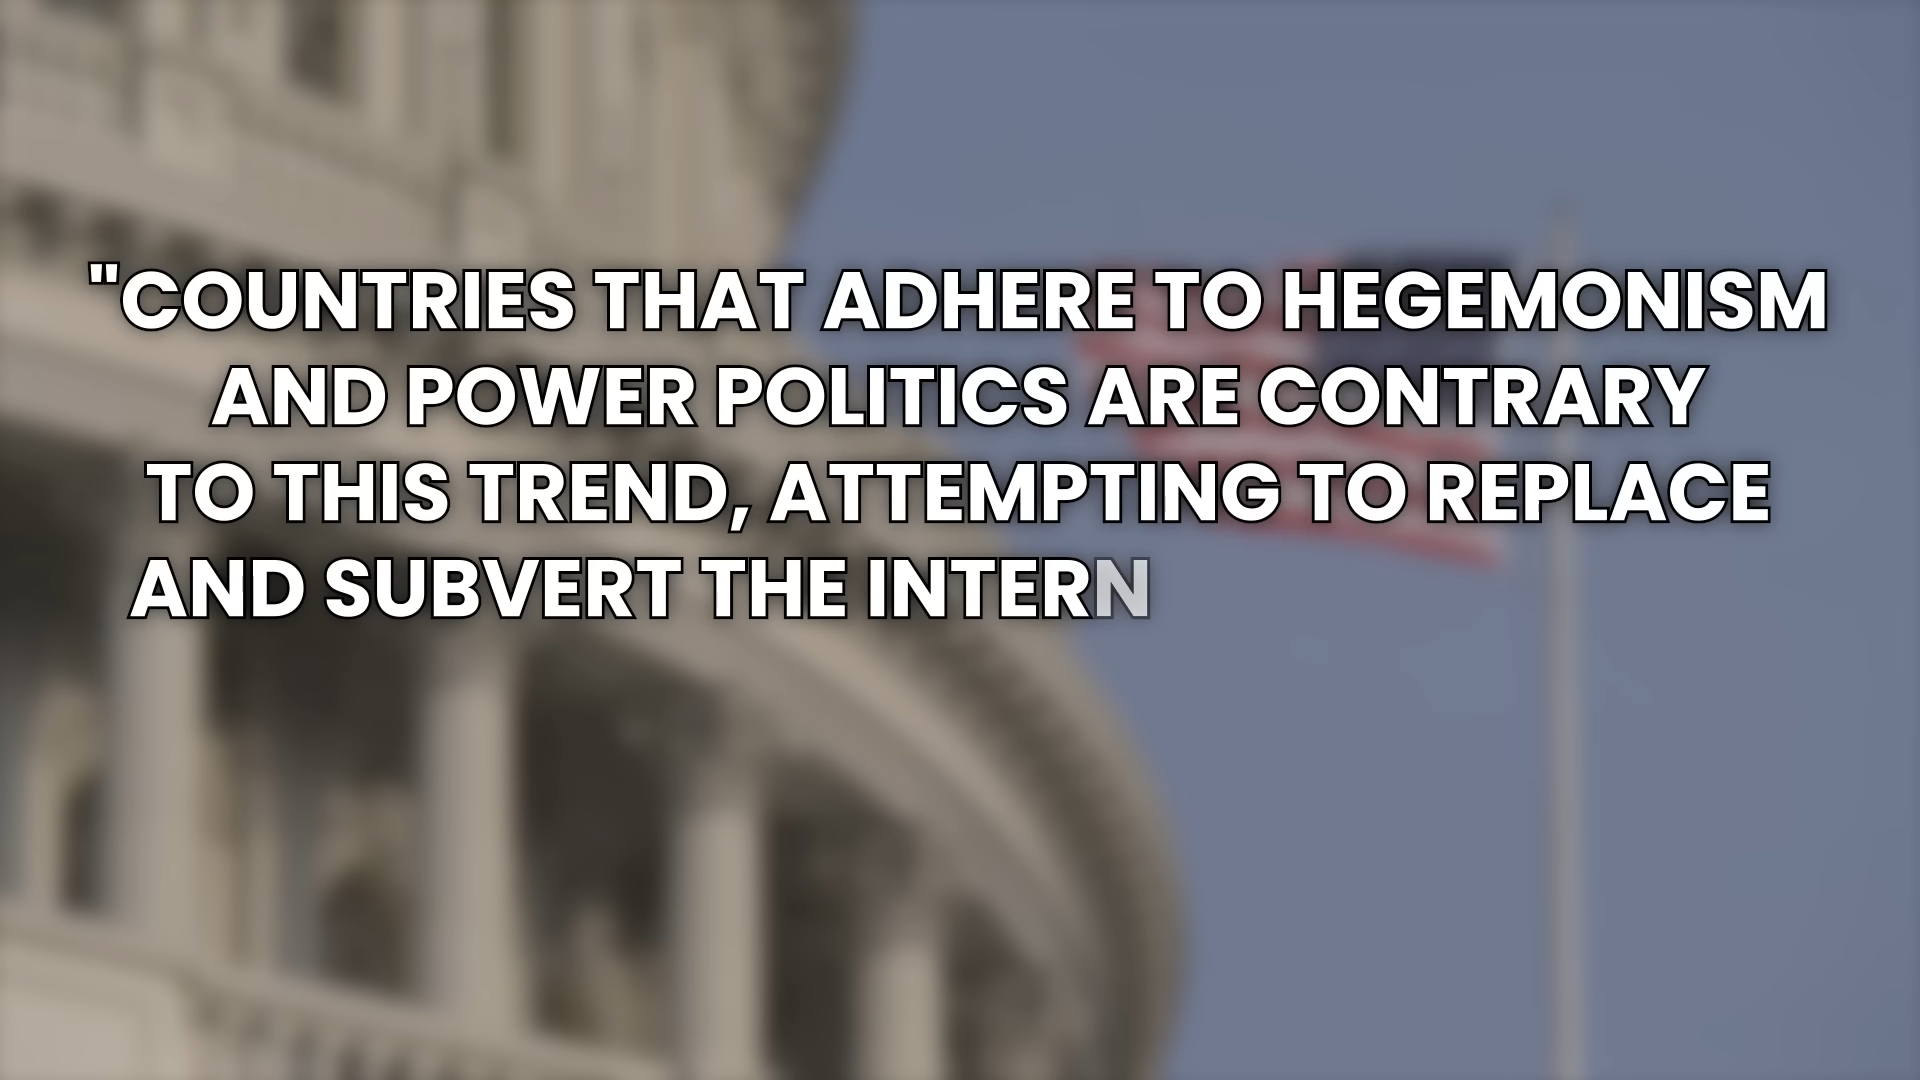 "COUNTRIES THAT ADHERE TO HEGEMONISM
AND POWER POLITICS ARE CONTRARY
TO THIS TREND, ATTEMPTING TO REPLACE
AND SUBVERT THE INTERN